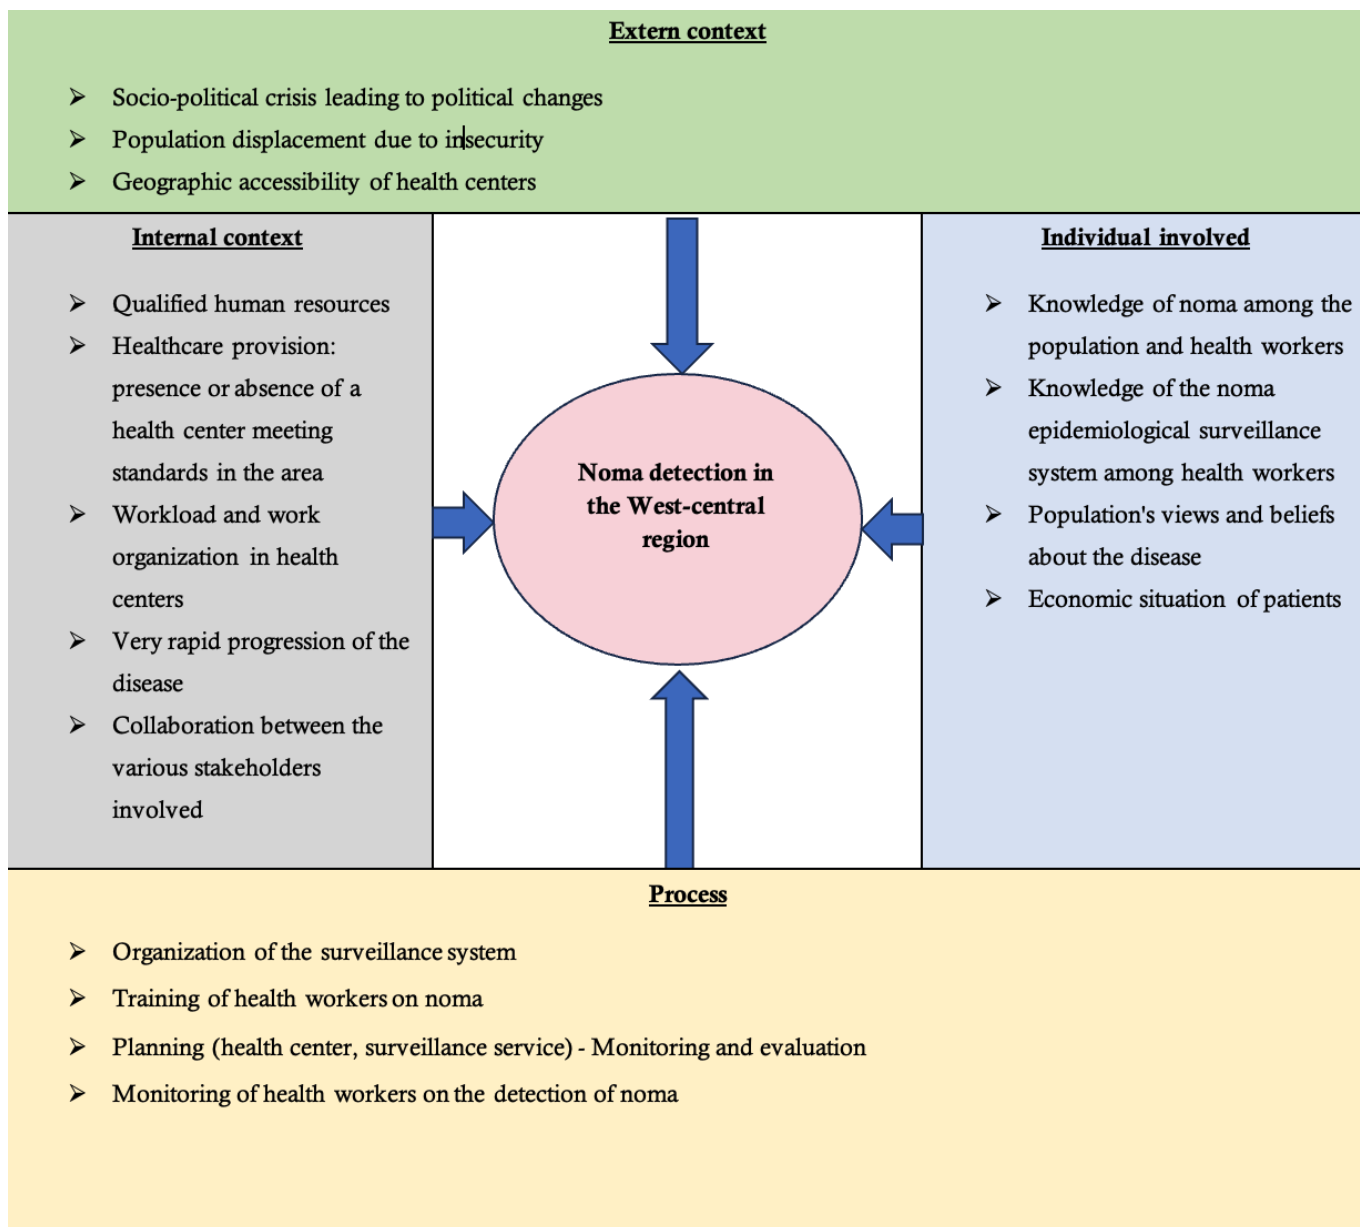 Extern context
➢ Socio-political crisis leading to political changes
➢ Population displacement due to insecurity
➢ Geographic accessibility of health centers
Internal context
➢ Qualified human resources
➢ Healthcare provision:
presence or absence of a
health center meeting
standards in the area
➢ Workload and work
organization in health
centers
➢ Very rapid progression of the
disease
➢ Collaboration between the
various stakeholders
involved
Noma detection in
the West-central
region
Individual involved
➢ Knowledge of noma among the
population and health workers
➢ Knowledge of the noma
epidemiological surveillance
system among health workers
➢ Population's views and beliefs
about the disease
➢ Economic situation of patients
Process
➢ Organization of the surveillance system
➢ Training of health workers on noma
➢ Planning (health center, surveillance service) - Monitoring and evaluation
➢ Monitoring of health workers on the detection of noma